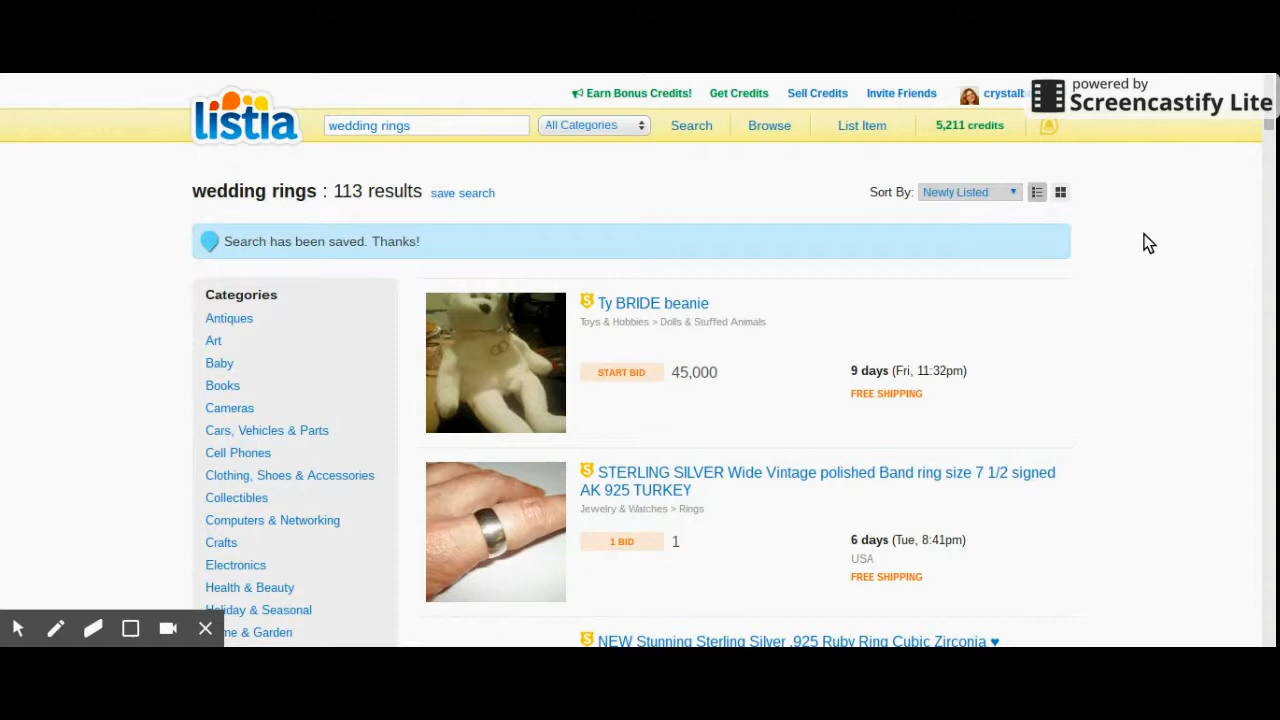 powered by
Screencastify Lite
Earn Bonus Credits! Get Credits Sell Credits Invite Friends crystalt
listia
wedding rings All Categories Search Browse List Item 5,211 credits
wedding rings : 113 results save search
Sort By: Newly Listed
Search has been saved. Thanks!
Categories
Antiques
Art
Baby
Books
Cameras
Cars, Vehicles & Parts
Cell Phones
Clothing, Shoes & Accessories
Collectibles
Computers & Networking
Crafts
Electronics
Health & Beauty
Holiday & Seasonal
& Garden
Ty BRIDE beanie
Toys & Hobbies > Dolls & Stuffed Animals
START BID 45,000
9 days (Fri, 11:32pm)
FREE SHIPPING
STERLING SILVER Wide Vintage polished Band ring size 7 1/2 signed
AK 925 TURKEY
Jewelry & Watches > Rings
1 BID 1
6 days (Tue, 8:41pm)
USA
FREE SHIPPING
NEW Stunning Sterling Silver .925 Ruby Ring Cubic Zirconia ♥